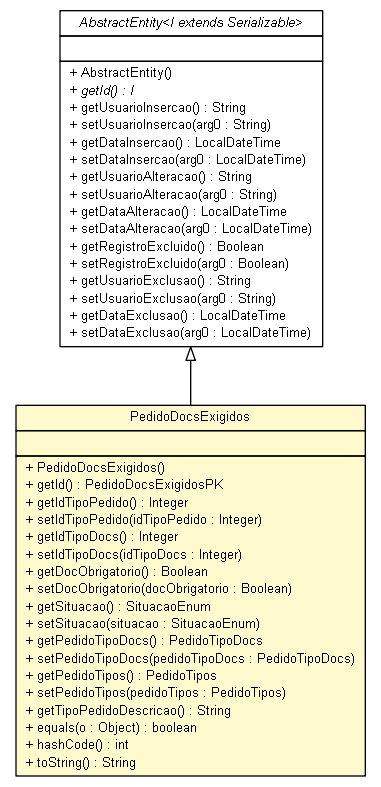 AbstractEntity<I extends Serializable>
+ AbstractEntity()
+ getId() : I
+ getUsuarioInsercao() : String
+ setUsuarioInsercao(arg0 : String)
+ getDataInsercao() : LocalDateTime
+ setDataInsercao(arg0 : LocalDateTime)
+ getUsuarioAlteracao() : String
+ setUsuarioAlteracao(arg0 : String)
+ getDataAlteracao() : LocalDateTime
+ setDataAlteracao(arg0 : LocalDateTime)
+ getRegistroExcluido() : Boolean
+ setRegistroExcluido(arg0 : Boolean)
+ getUsuarioExclusao() : String
+ setUsuarioExclusao(arg0 : String)
+ getDataExclusao() : LocalDateTime
+ setDataExclusao(arg0 : LocalDateTime)
PedidoDocsExigidos
+ PedidoDocsExigidos()
+ getId() : PedidoDocsExigidosPK
+ getIdTipoPedido() : Integer
+ setIdTipoPedido(idTipoPedido : Integer)
+ getIdTipoDocs() : Integer
+ setIdTipoDocs(idTipoDocs : Integer)
+ getDocObrigatorio() : Boolean
+ setDocObrigatorio(docObrigatorio : Boolean)
+ getSituacao() : SituacaoEnum
+ setSituacao(situacao : SituacaoEnum)
+ getPedidoTipoDocs() : PedidoTipoDocs
+ setPedidoTipoDocs(pedidoTipoDocs : PedidoTipoDocs)
+ getPedidoTipos() : PedidoTipos
+ setPedidoTipos(pedidoTipos : PedidoTipos)
+ getTipoPedidoDescricao() : String
+ equals(o : Object) : boolean
+ hashCode() : int
+ toString() : String